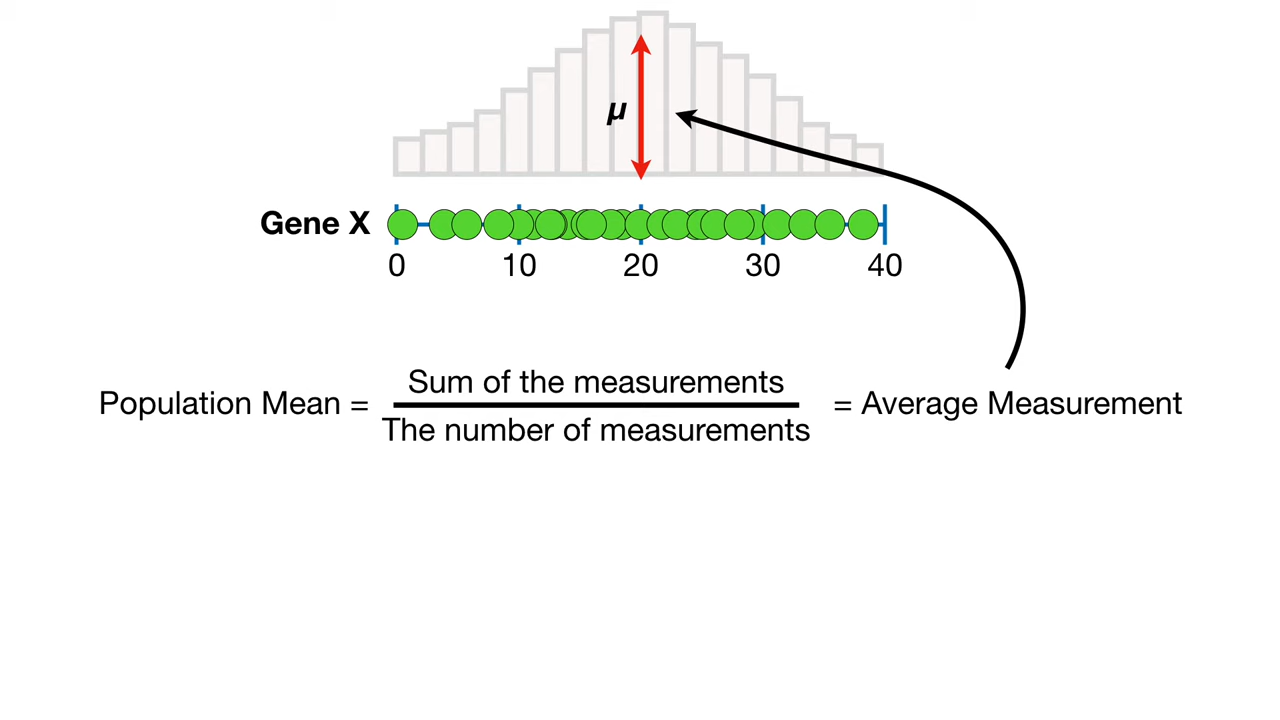 μ
Gene X
0 10 20 30 40
Population Mean = Sum of the measurements
The number of measurements
= Average Measurement